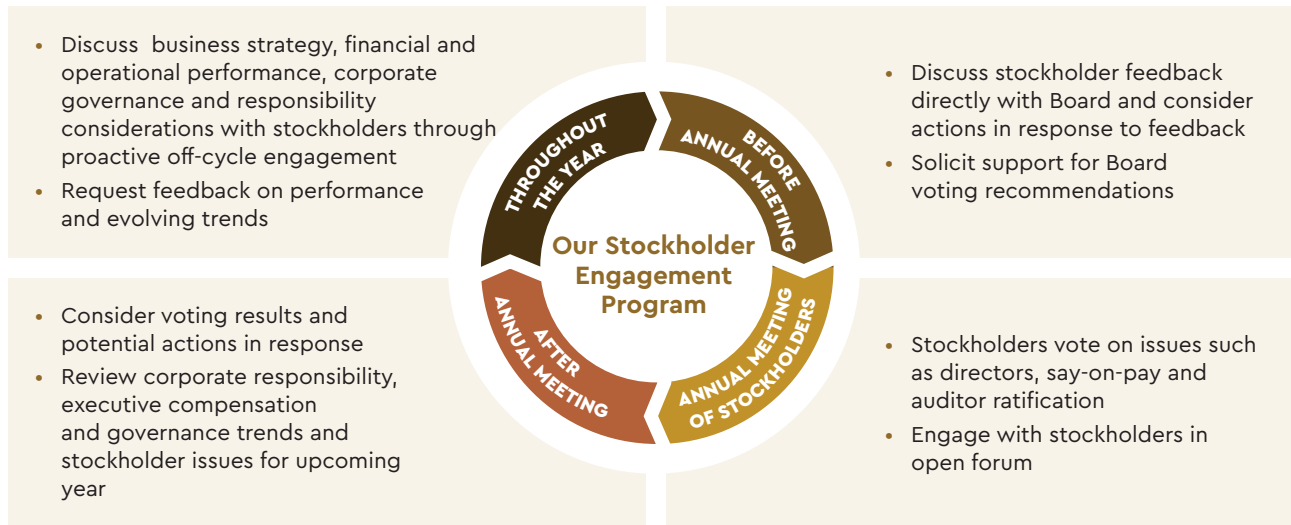 • Discuss  business strategy, financial and
operational performance, corporate
governance and responsibility
considerations with stockholders through
proactive off-cycle engagement
• Request feedback on performance
and evolving trends
• Discuss stockholder feedback
directly with Board and consider
actions in response to feedback
• Solicit support for Board
voting recommendations
THROUGHOUT
THE YEAR
BEFORE
ANNUAL MEETING
Our Stockholder
Engagement
Program
AFTER
ANNUAL MEETING
ANNUAL MEETING
OF STOCKHOLDERS
• Consider voting results and
potential actions in response
• Review corporate responsibility,
executive compensation
and governance trends and
stockholder issues for upcoming
year
• Stockholders vote on issues such
as directors, say-on-pay and
auditor ratification
• Engage with stockholders in
open forum